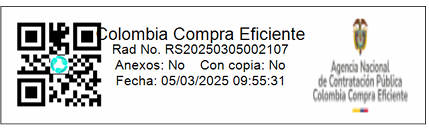 Colombia Compra Eficiente
Rad No. RS20250305002107
Anexos: No Con copia: No
Fecha: 05/03/2025 09:55:31
Agencia Nacional
de Contratación Pública
Colombia Compra Eficiente